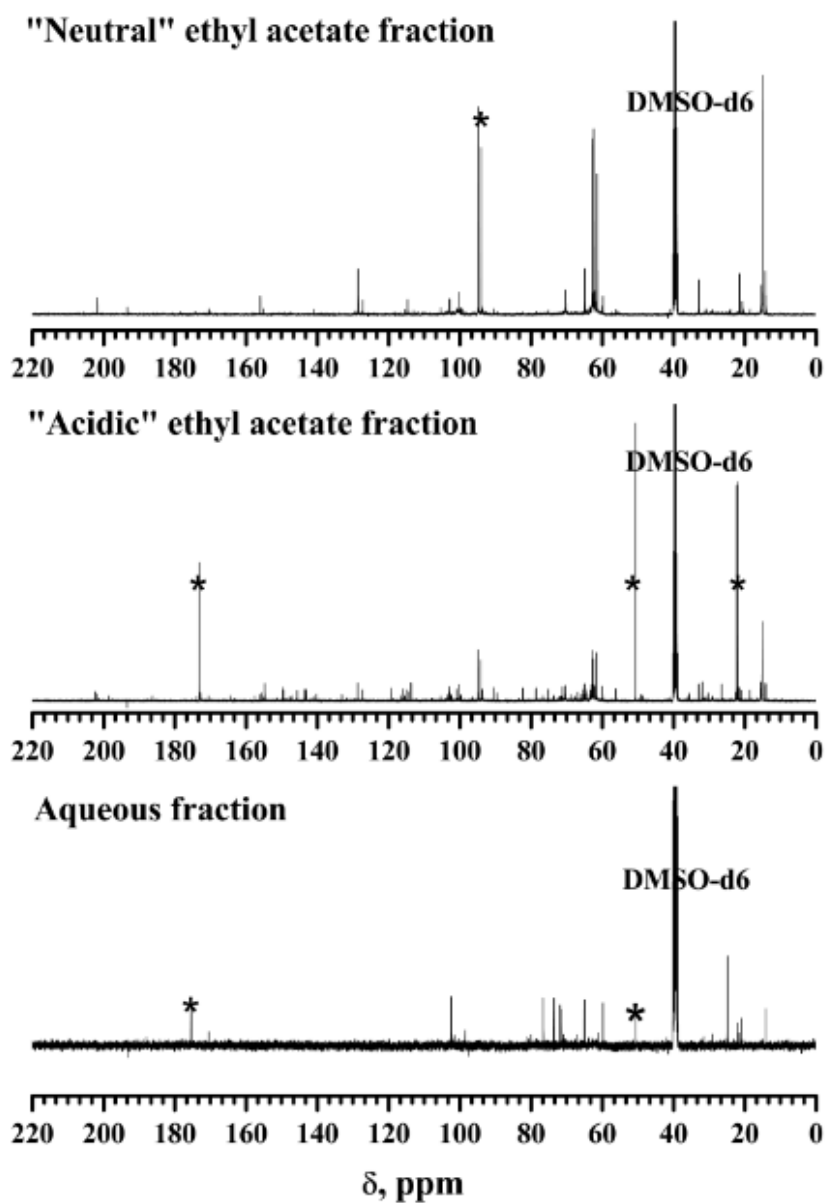 "Neutral" ethyl acetate fraction
DMSO-d6
*
220 200 180 160 140 120 100 80 60 40 20 0
"Acidic" ethyl acetate fraction
DMSO-d6
* * *
220 200 180 160 140 120 100 80 60 40 20 0
Aqueous fraction
DMSO-d6
* *
220 200 180 160 140 120 100 80 60 40 20 0
δ, ppm